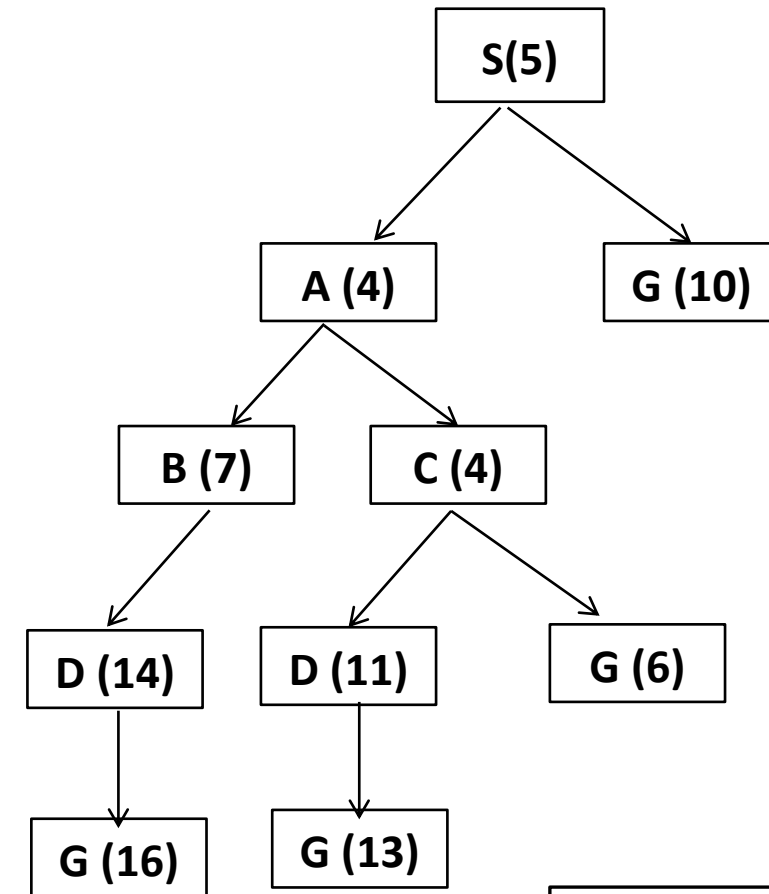 S(5)
A (4)
G (10)
B (7)
C (4)
D (14)
D (11)
G (6)
G (16)
G (13)